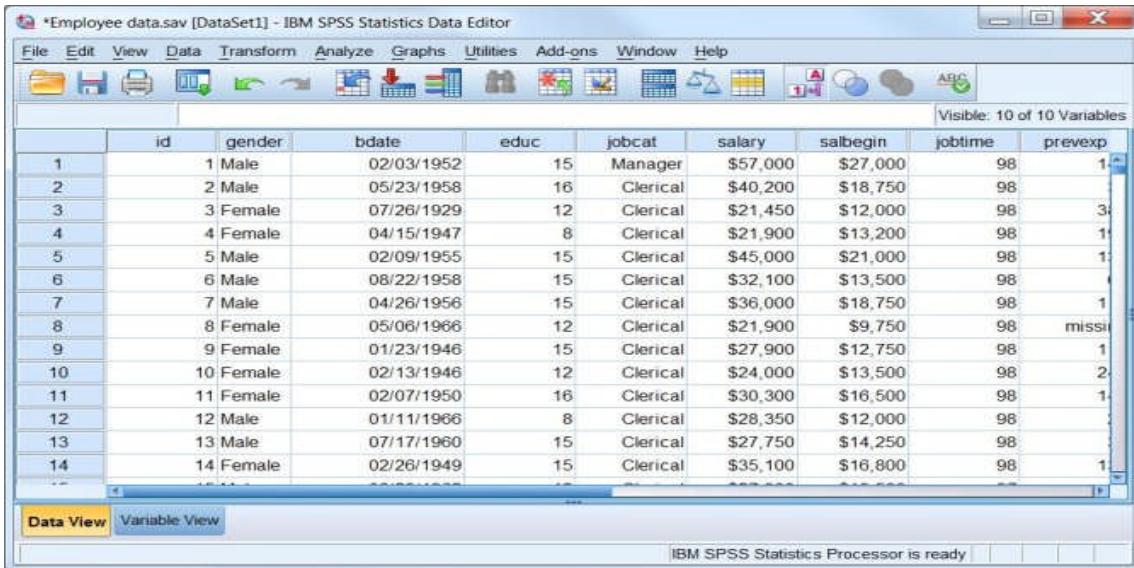 *Employee data.sav [DataSet1] - IBM SPSS Statistics Data Editor
File Edit View Data Transform Analyze Graphs Utilities Add-ons Window Help
Visible: 10 of 10 Variables
id gender bdate educ jobcat salary salbegin jobtime prevexp
1 1 Male 02/03/1952 15 Manager $57,000 $27,000 98
2 2 Male 05/23/1958 16 Clerical $40,200 $18,750 98
3 3 Female 07/26/1929 12 Clerical $21,450 $12,000 98
4 4 Female 04/15/1947 8 Clerical $21,900 $13,200 98
5 5 Male 02/09/1955 15 Clerical $45,000 $21,000 98
6 6 Male 08/22/1958 15 Clerical $32,100 $13,500 98
7 7 Male 04/26/1956 15 Clerical $36,000 $18,750 98
8 8 Female 05/06/1966 12 Clerical $21,900 $9,750 98
9 9 Female 01/23/1946 15 Clerical $27,900 $12,750 98
10 10 Female 02/13/1946 12 Clerical $24,000 $13,500 98
11 11 Female 02/07/1950 16 Clerical $30,300 $16,500 98
12 12 Male 01/11/1966 8 Clerical $28,350 $12,000 98
13 13 Male 07/17/1960 15 Clerical $27,750 $14,250 98
14 14 Female 02/26/1949 15 Clerical $35,100 $16,800 98
Data View Variable View
IBM SPSS Statistics Processor is ready